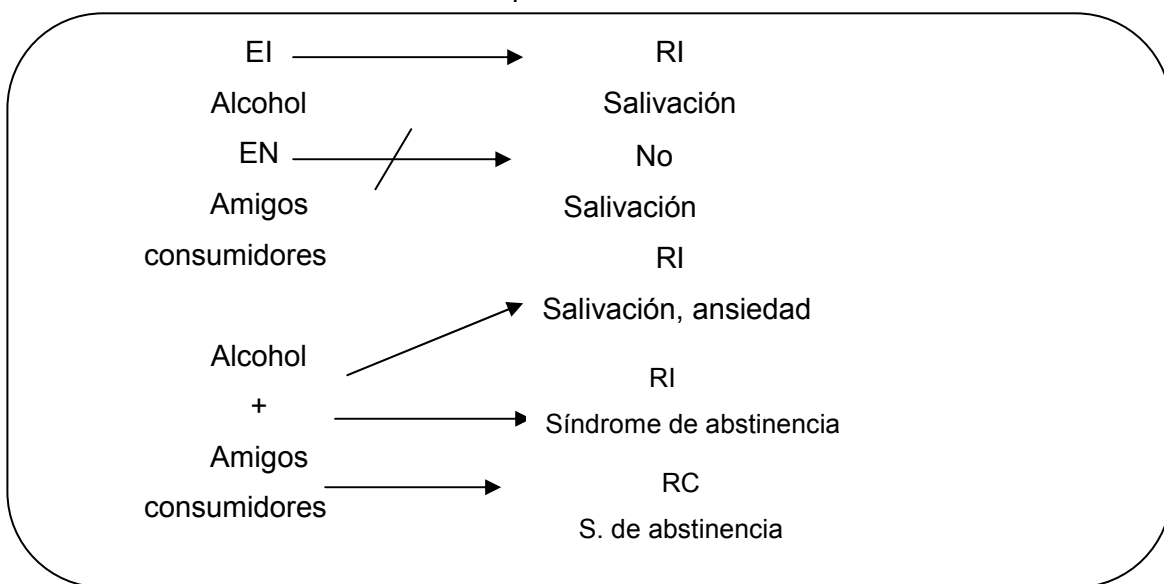 EI
RI
Alcohol
Salivación
EN
No
Amigos
Salivación
consumidores
RI
Salivación, ansiedad
Alcohol
RI
+
Síndrome de abstinencia
Amigos
RC
consumidores
S. de abstinencia